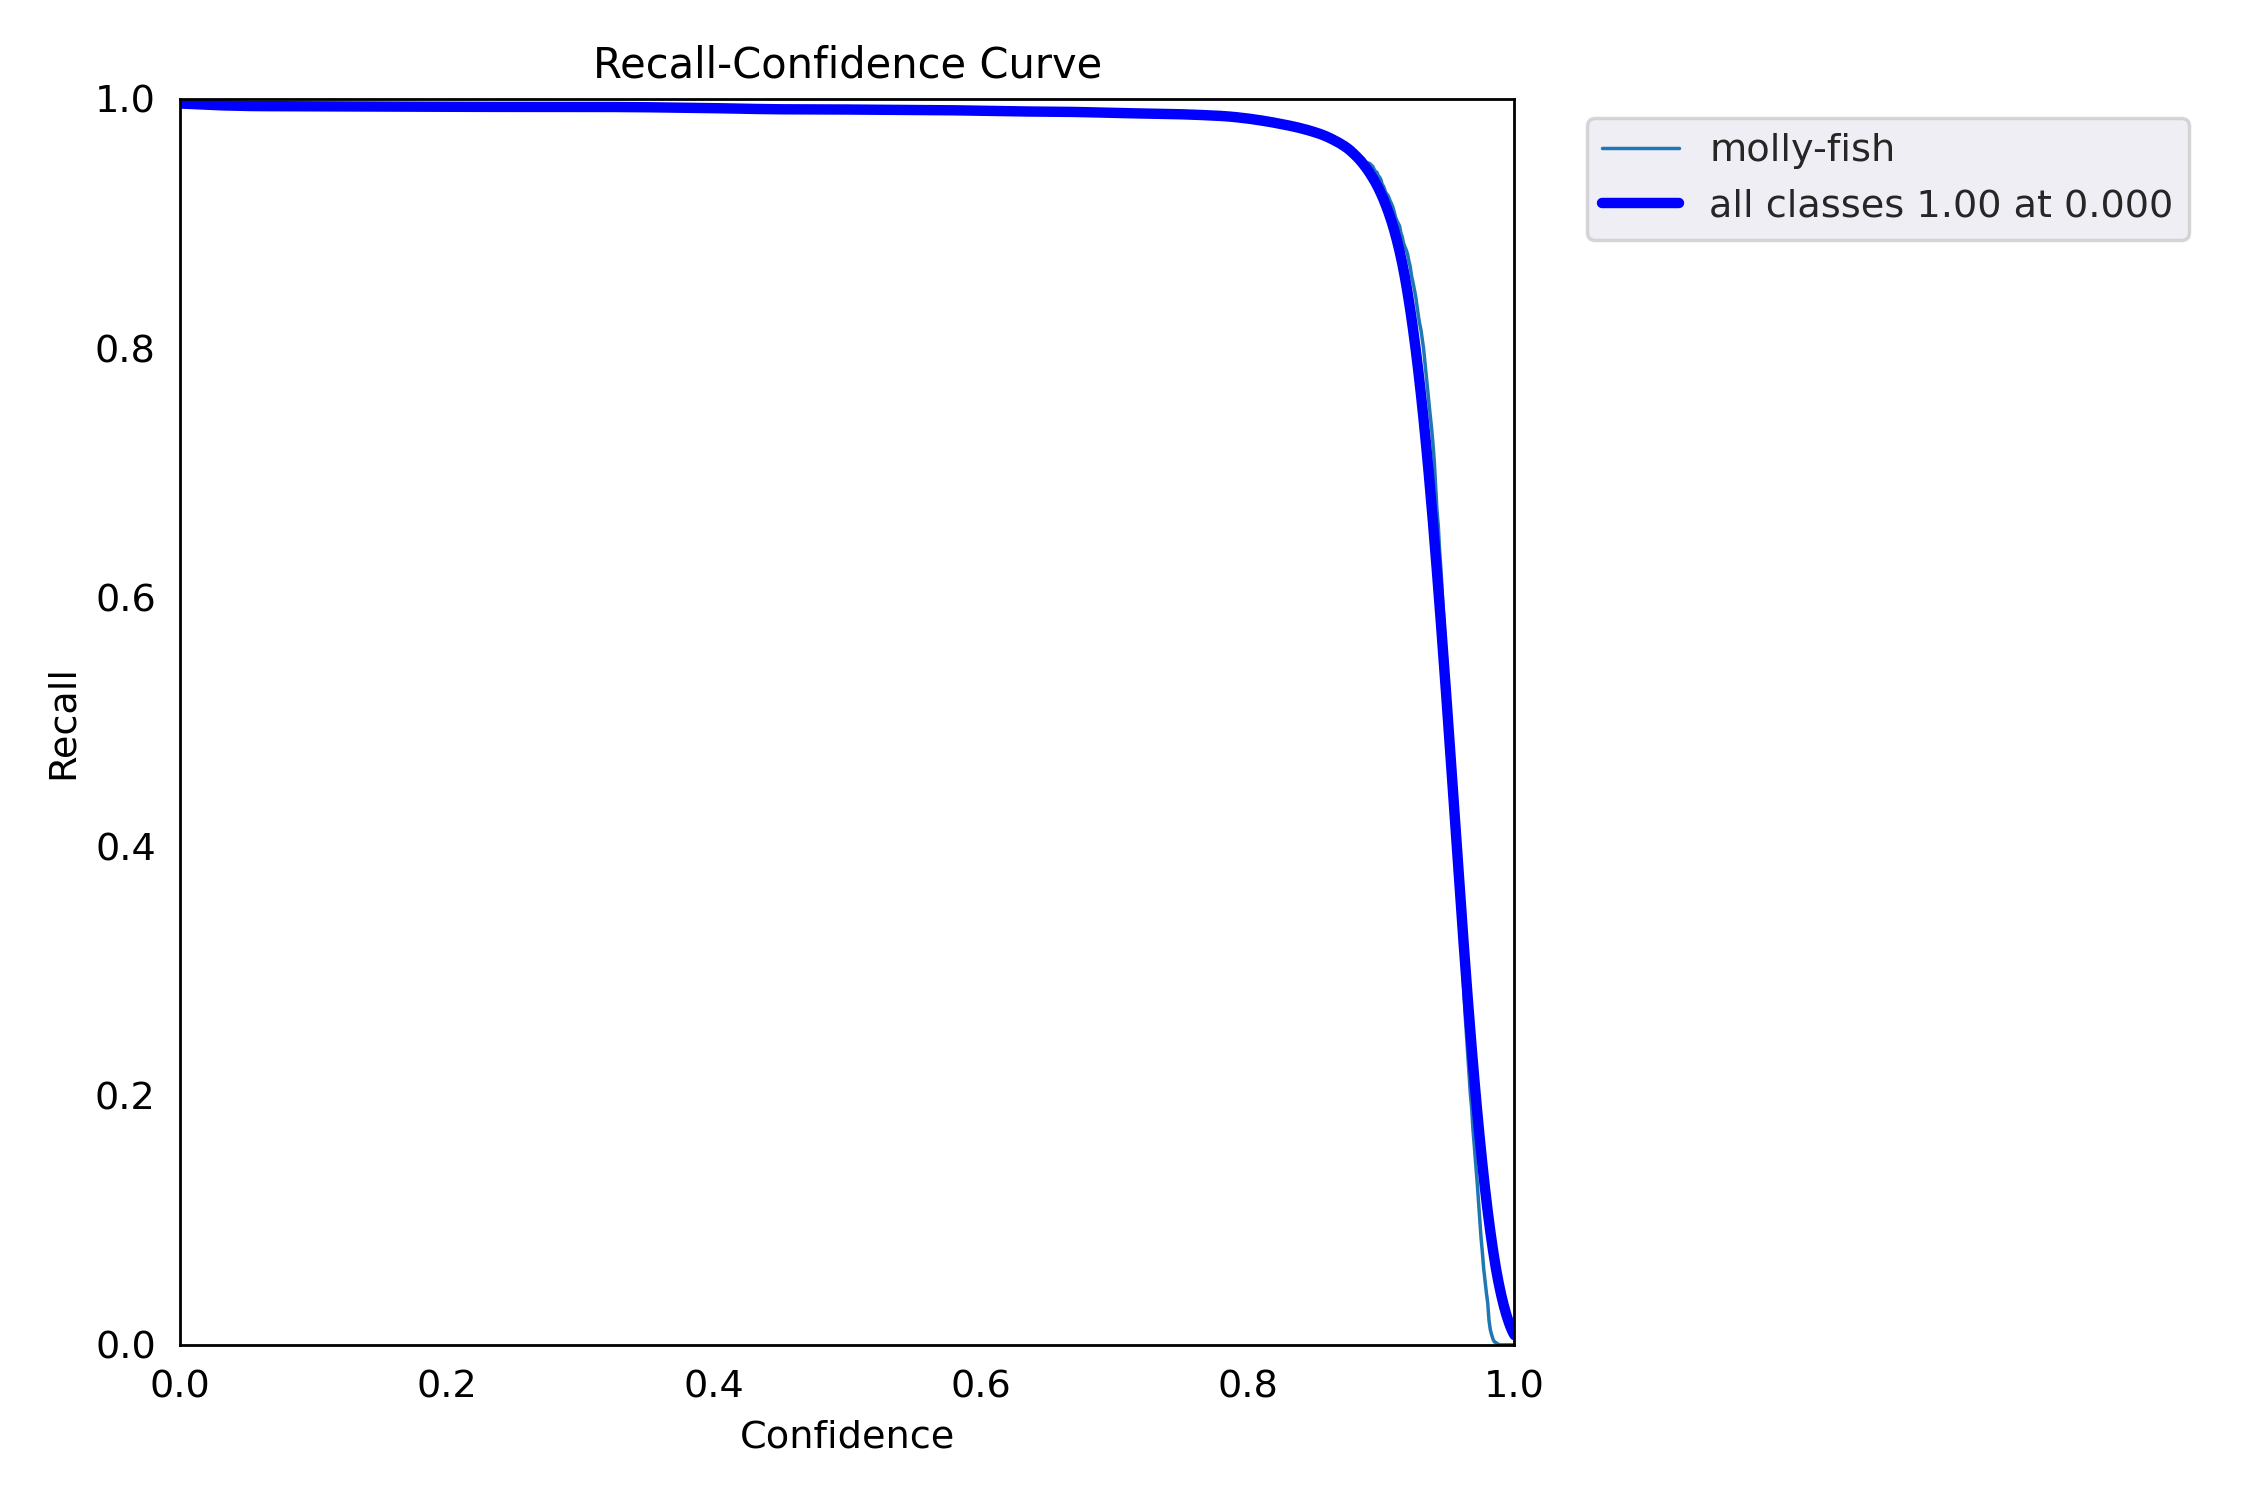 Recall-Confidence Curve
1.0
0.8
0.6
0.4
0.2
0.0
Recall
0.0 0.2 0.4 0.6 0.8 1.0
Confidence
molly-fish
all classes 1.00 at 0.000